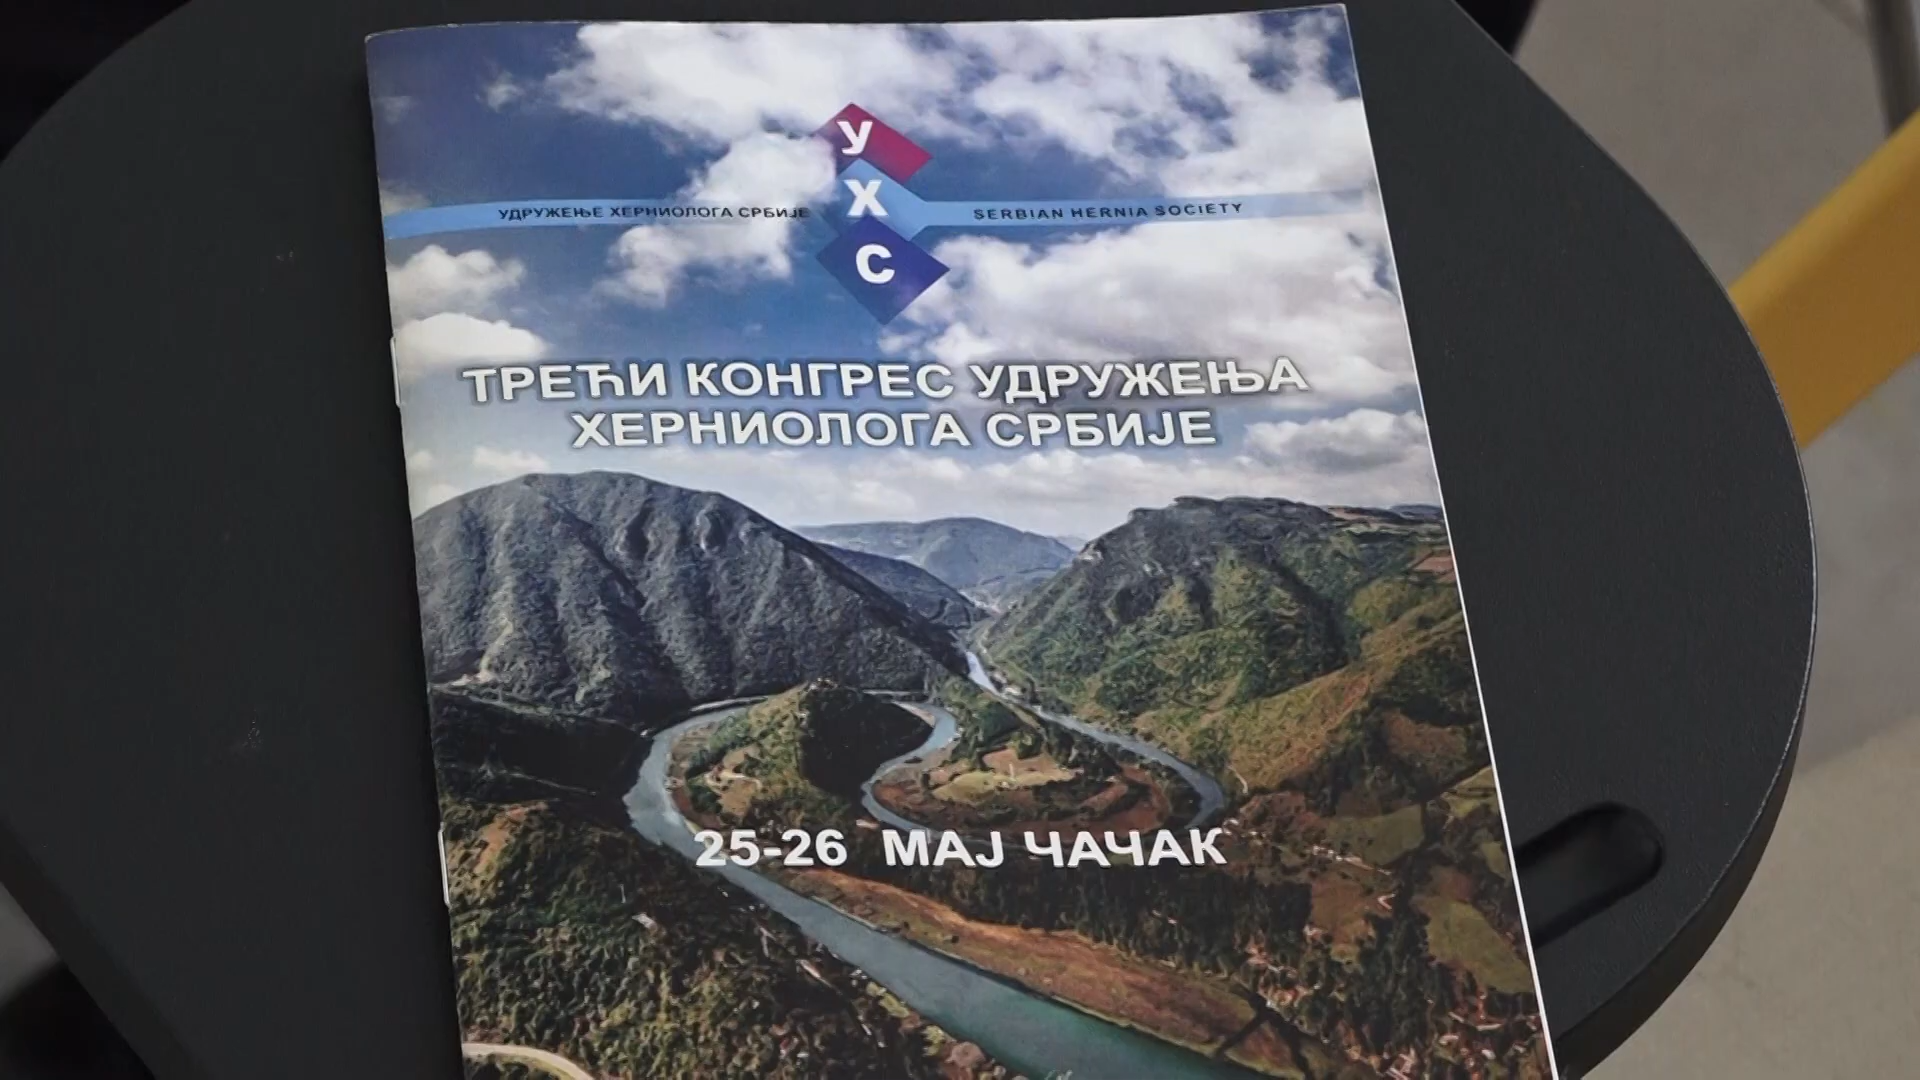 У
Х
С
УДРУЖЕЊЕ ХЕРНИОЛОГА СРБИЈЕ
SERBIAN HERNIA SOCIETY
ТРЕЋИ КОНГРЕС УДРУЖЕЊА
ХЕРНИОЛОГА СРБИЈЕ
25-26 МАЈ ЧАЧАК